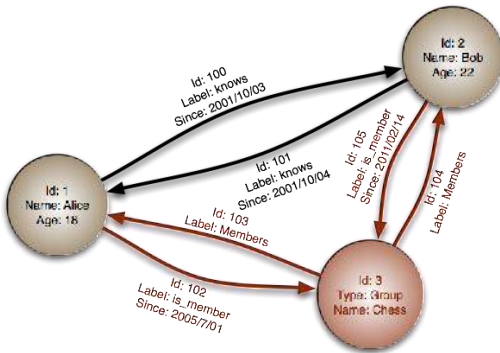 Id: 2
Name: Bob
Age: 22
Id: 100
Label: knows
Since: 2001/10/03
Id: 101
Label: knows
Since: 2001/10/04
Id: 105
Label: is_member
Since: 2011/02/14
Id: 104
Label: Members
Id: 1
Name: Alice
Age: 18
Id: 103
Label: Members
Id: 102
Label: is_member
Since: 2005/7/01
Id: 3
Type: Group
Name: Chess